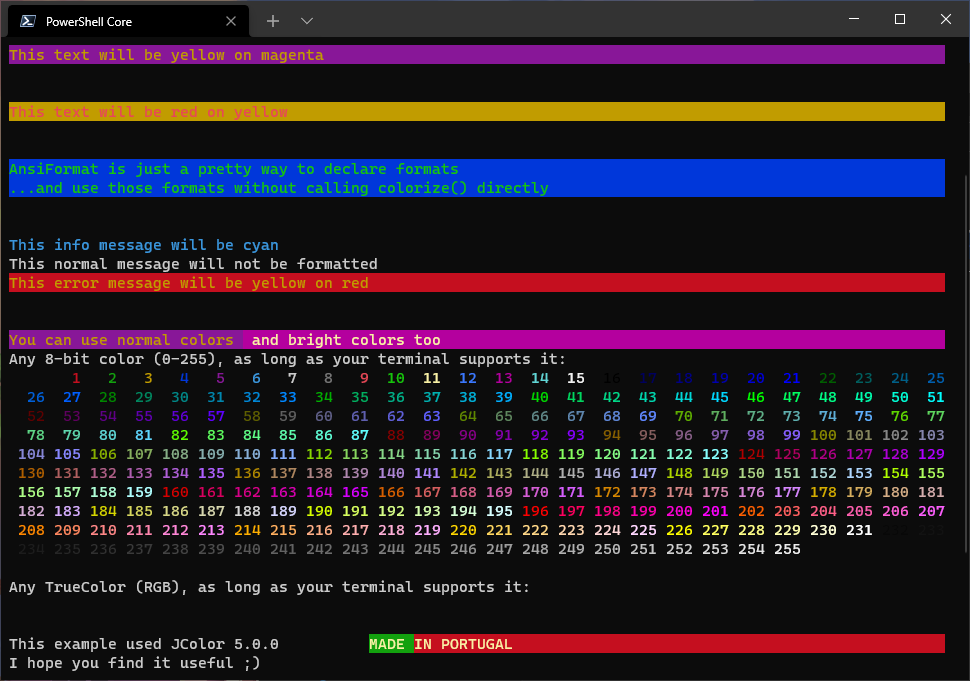 PowerShell Core
This text will be yellow on magenta
This text will be red on yellow
AnsiFormat is just a pretty way to declare formats
...and use those formats without calling colorize() directly
This info message will be cyan
This normal message will not be formatted
This error message will be yellow on red
You can use normal colors and bright colors too
Any 8-bit color (0-255), as long as your terminal supports it:
1 2 3 4 5 6 7 8 9 10 11 12 13 14 15 16 17 18 19 20 21 22 23 24 25
26 27 28 29 30 31 32 33 34 35 36 37 38 39 40 41 42 43 44 45 46 47 48 49 50 51
52 53 54 55 56 57 58 59 60 61 62 63 64 65 66 67 68 69 70 71 72 73 74 75 76 77
78 79 80 81 82 83 84 85 86 87 88 89 90 91 92 93 94 95 96 97 98 99 100 101 102 103
104 105 106 107 108 109 110 111 112 113 114 115 116 117 118 119 120 121 122 123 124 125 126 127 128 129
130 131 132 133 134 135 136 137 138 139 140 141 142 143 144 145 146 147 148 149 150 151 152 153 154 155
156 157 158 159 160 161 162 163 164 165 166 167 168 169 170 171 172 173 174 175 176 177 178 179 180 181
182 183 184 185 186 187 188 189 190 191 192 193 194 195 196 197 198 199 200 201 202 203 204 205 206 207
208 209 210 211 212 213 214 215 216 217 218 219 220 221 222 223 224 225 226 227 228 229 230 231 232 233
234 235 236 237 238 239 240 241 242 243 244 245 246 247 248 249 250 251 252 253 254 255
Any TrueColor (RGB), as long as your terminal supports it:
This example used JColor 5.0.0 MADE IN PORTUGAL
I hope you find it useful ;)